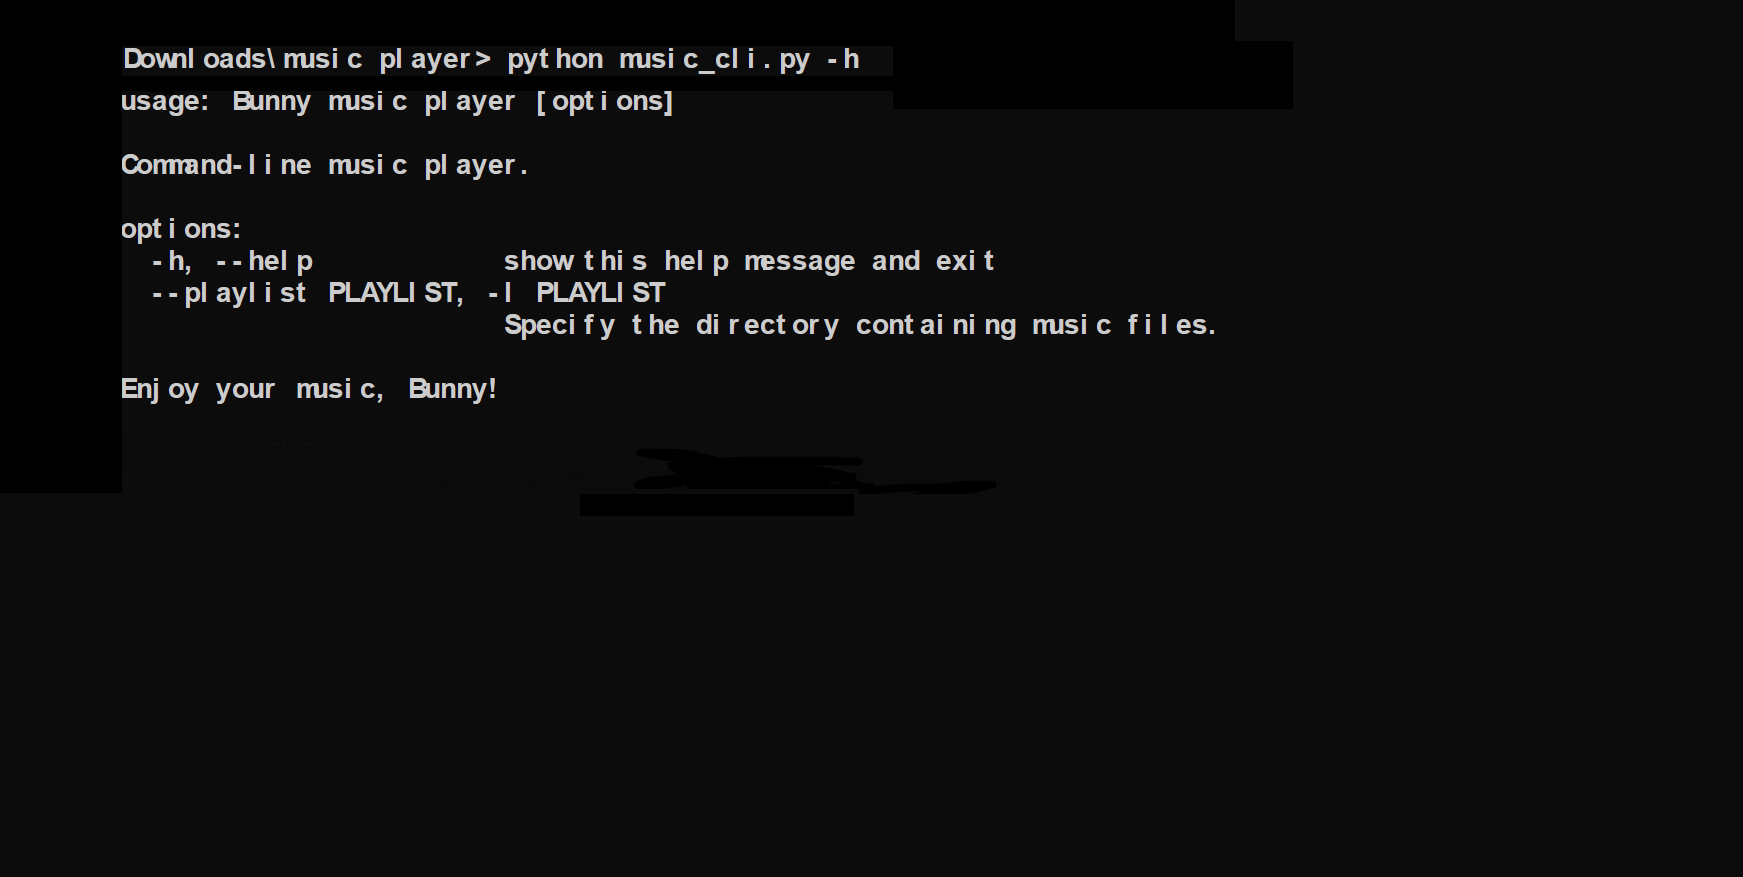 Downloads\music player> python music_cli.py -h
usage: Bunny music player [options]
Command-line music player.
options:
-h, --help show this help message and exit
--playlist PLAYLIST, -l PLAYLIST
Specify the directory containing music files.
Enjoy your music, Bunny!